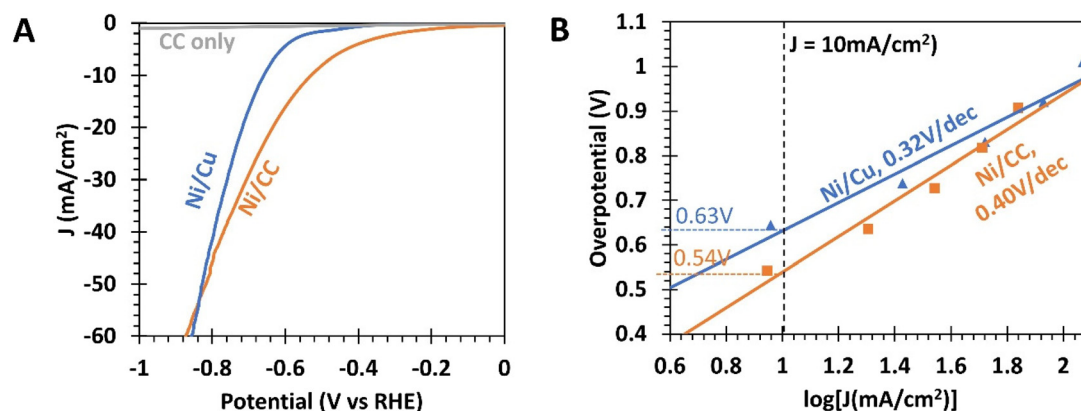 A
0
-10
-20
-30
-40
-50
-60
J (mA/cm²)
CC only
Ni/Cu
Ni/CC
-1
-0.8
-0.6
-0.4
-0.2
0
Potential (V vs RHE)
B
1.1
1
0.9
0.8
0.7
0.6
0.5
0.4
Overpotential (V)
J = 10mA/cm²)
Ni/Cu, 0.32V/dec
Ni/CC,
0.40V/dec
0.63V
0.54V
0.6
0.8
1
1.2
1.4
1.6
1.8
2
log[J(mA/cm²)]